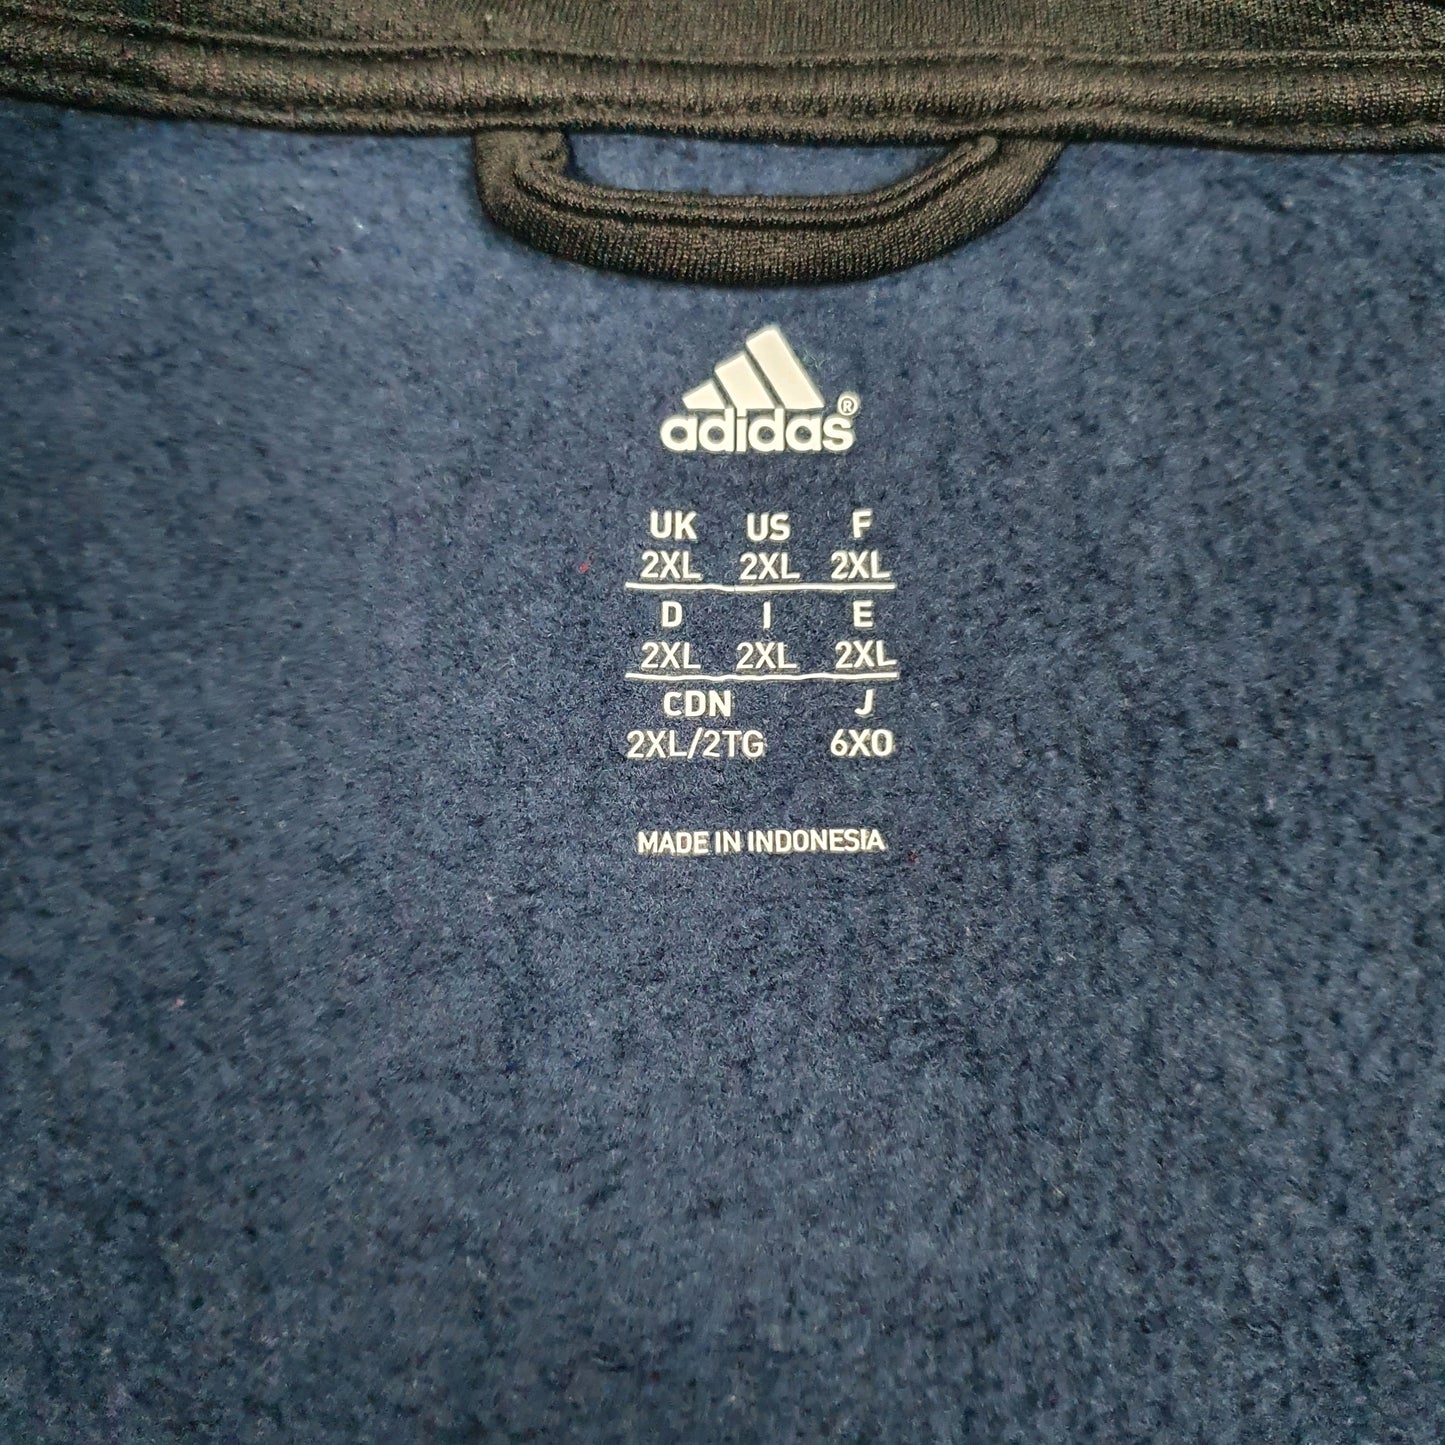 adidas®
UK US F
2XL 2XL 2XL
D I E
2XL 2XL 2XL
CDN J
2XL/2TG 6XO
MADE IN INDONESIA